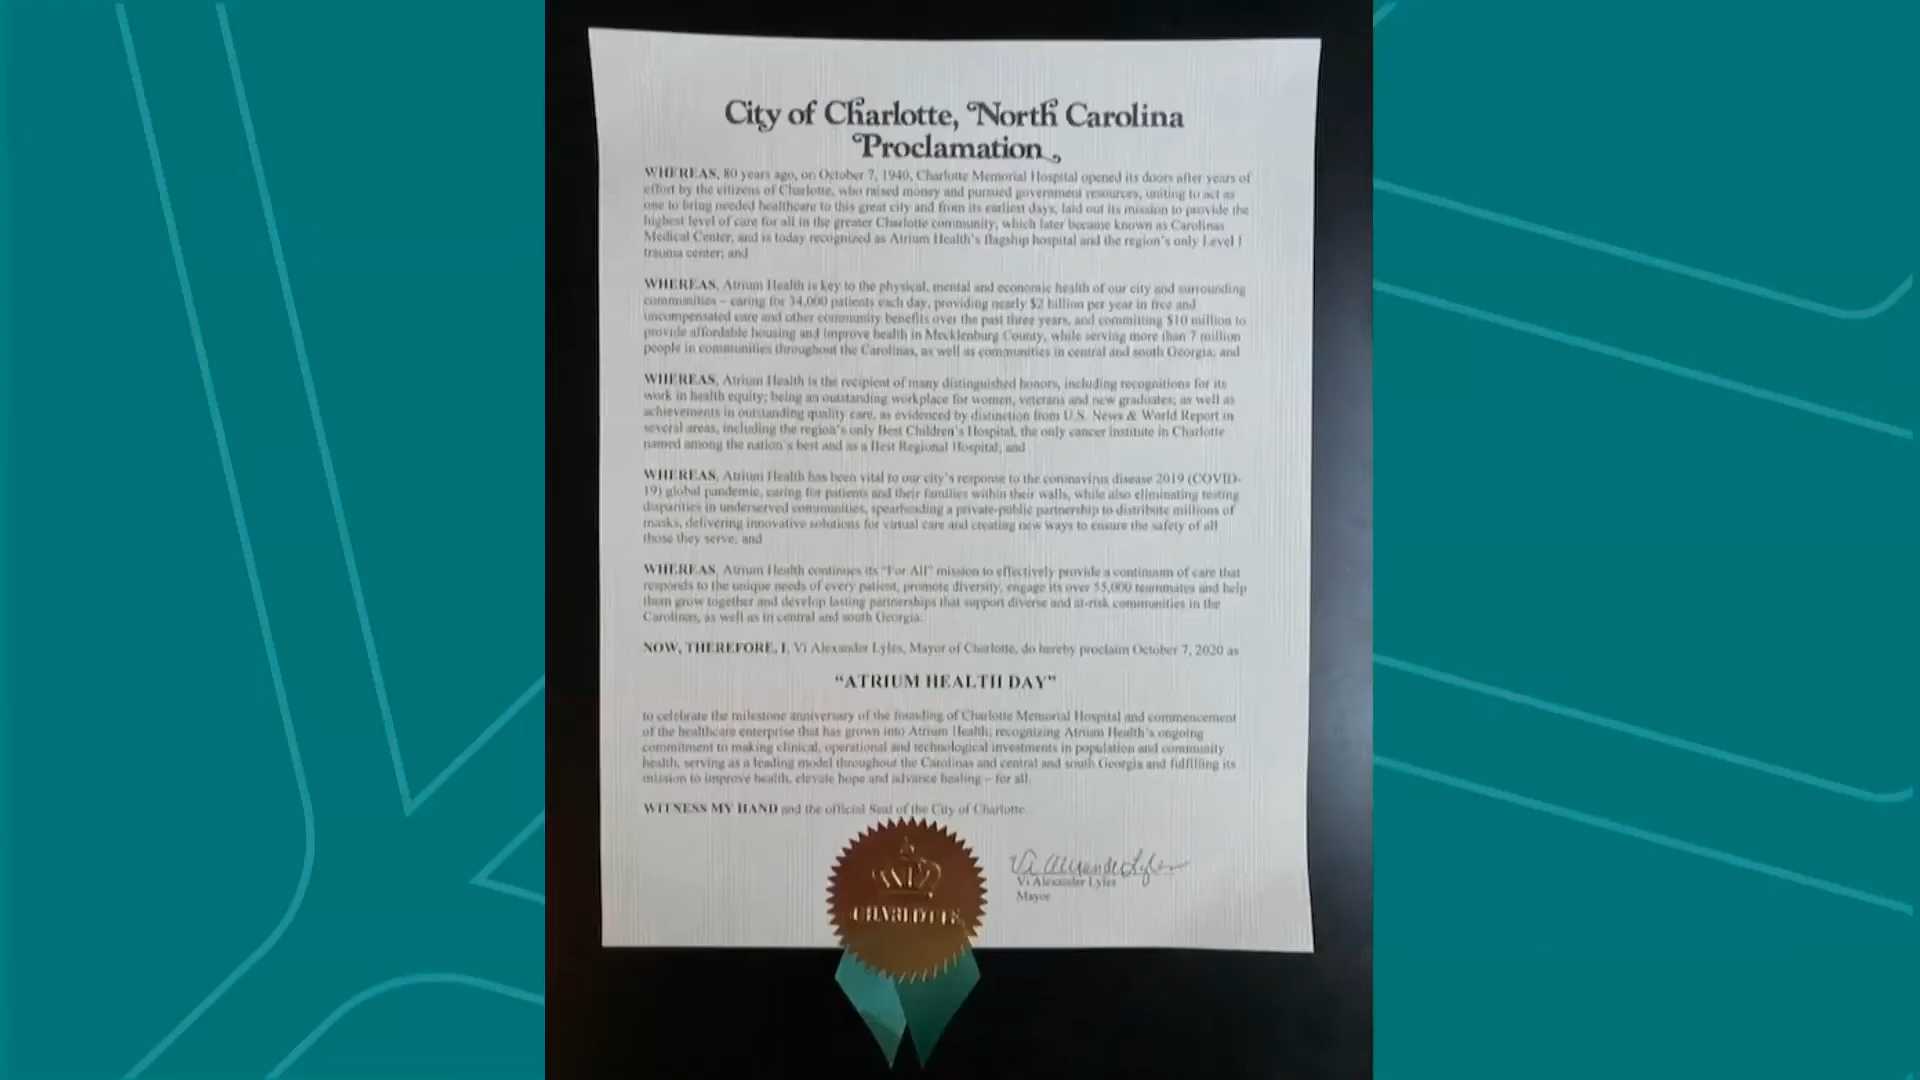 City of Charlotte, North Carolina
Proclamation
WHEREAS, 80 years ago, on October 7, 1940, Charlotte Memorial Hospital opened its doors after years of
effort by the citizens of Charlotte, who raised money and pursued government resources, uniting to act as
one to bring needed healthcare to this great city and from its earliest days, laid out its mission to provide the
highest level of care for all in the greater Charlotte community, which later became known as Carolinas
Medical Center, and is today recognized as Atrium Health's flagship hospital and the region's only Level I
trauma center; and
WHEREAS, Atrium Health is key to the physical, mental and economic health of our city and surrounding
communities – caring for 34,000 patients each day, providing nearly $2 billion per year in free and
uncompensated care and other community benefits over the past three years, and committing $10 million to
provide affordable housing and improve health in Mecklenburg County, while serving more than 7 million
people in communities throughout the Carolinas, as well as communities in central and south Georgia; and
WHEREAS, Atrium Health is the recipient of many distinguished honors, including recognitions for its
work in health equity; being an outstanding workplace for women, veterans and new graduates; as well as
achievements in outstanding quality care, as evidenced by distinction from U.S. News & World Report in
several areas, including the region's only Best Children's Hospital, the only cancer institute in Charlotte
named among the nation's best and as a Best Regional Hospital; and
WHEREAS, Atrium Health has been vital to our city's response to the coronavirus disease 2019 (COVID-
19) global pandemic, caring for patients and their families within their walls, while also eliminating testing
disparities in underserved communities, spearheading a private-public partnership to distribute millions of
masks, delivering innovative solutions for virtual care and creating new ways to ensure the safety of all
those they serve; and
WHEREAS, Atrium Health continues its "For All" mission to effectively provide a continuum of care that
responds to the unique needs of every patient, promote diversity, engage its over 55,000 teammates and help
them grow together and develop lasting partnerships that support diverse and at-risk communities in the
Carolinas, as well as in central and south Georgia:
NOW, THEREFORE, I, Vi Alexander Lyles, Mayor of Charlotte, do hereby proclaim October 7, 2020 as
"ATRIUM HEALTH DAY"
to celebrate the milestone anniversary of the founding of Charlotte Memorial Hospital and commencement
of the healthcare enterprise that has grown into Atrium Health; recognizing Atrium Health's ongoing
commitment to making clinical, operational and technological investments in population and community
health, serving as a leading model throughout the Carolinas and central and south Georgia and fulfilling its
mission to improve health, elevate hope and advance healing – for all.
WITNESS MY HAND and the official Seal of the City of Charlotte.
Vi Alexander Lyles
Vi Alexander Lyles
Mayor
CHARLOTTE